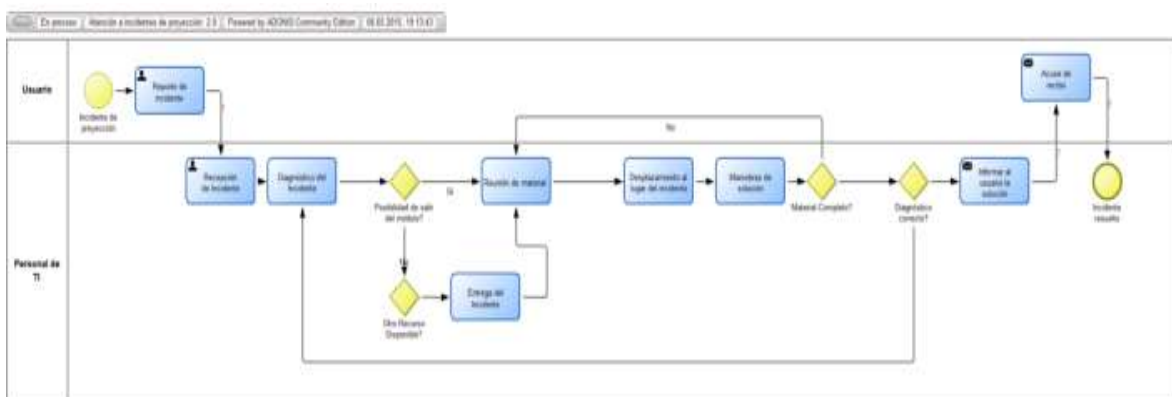 En proceso | Atención a incidentes de proyección 2.0 | Powered by ADONIS:Community Edition
Usuario
Incidente de
proyección
Reporte de
incidente
Acuse de
recibo
No
Personal de
TI
Recepción
de Incidente
Diagnóstico del
Incidente
Posibilidad de salir
del módulo?
Si
Reunión de material
Desplazamiento al
lugar del incidente
Maniobras de
solución
Material Completo?
Diagnóstico
correcto?
Informar al
usuario la
solución
Incidente
resuelto
No
Otro Recurso
Disponible?
Entrega del
Incidente